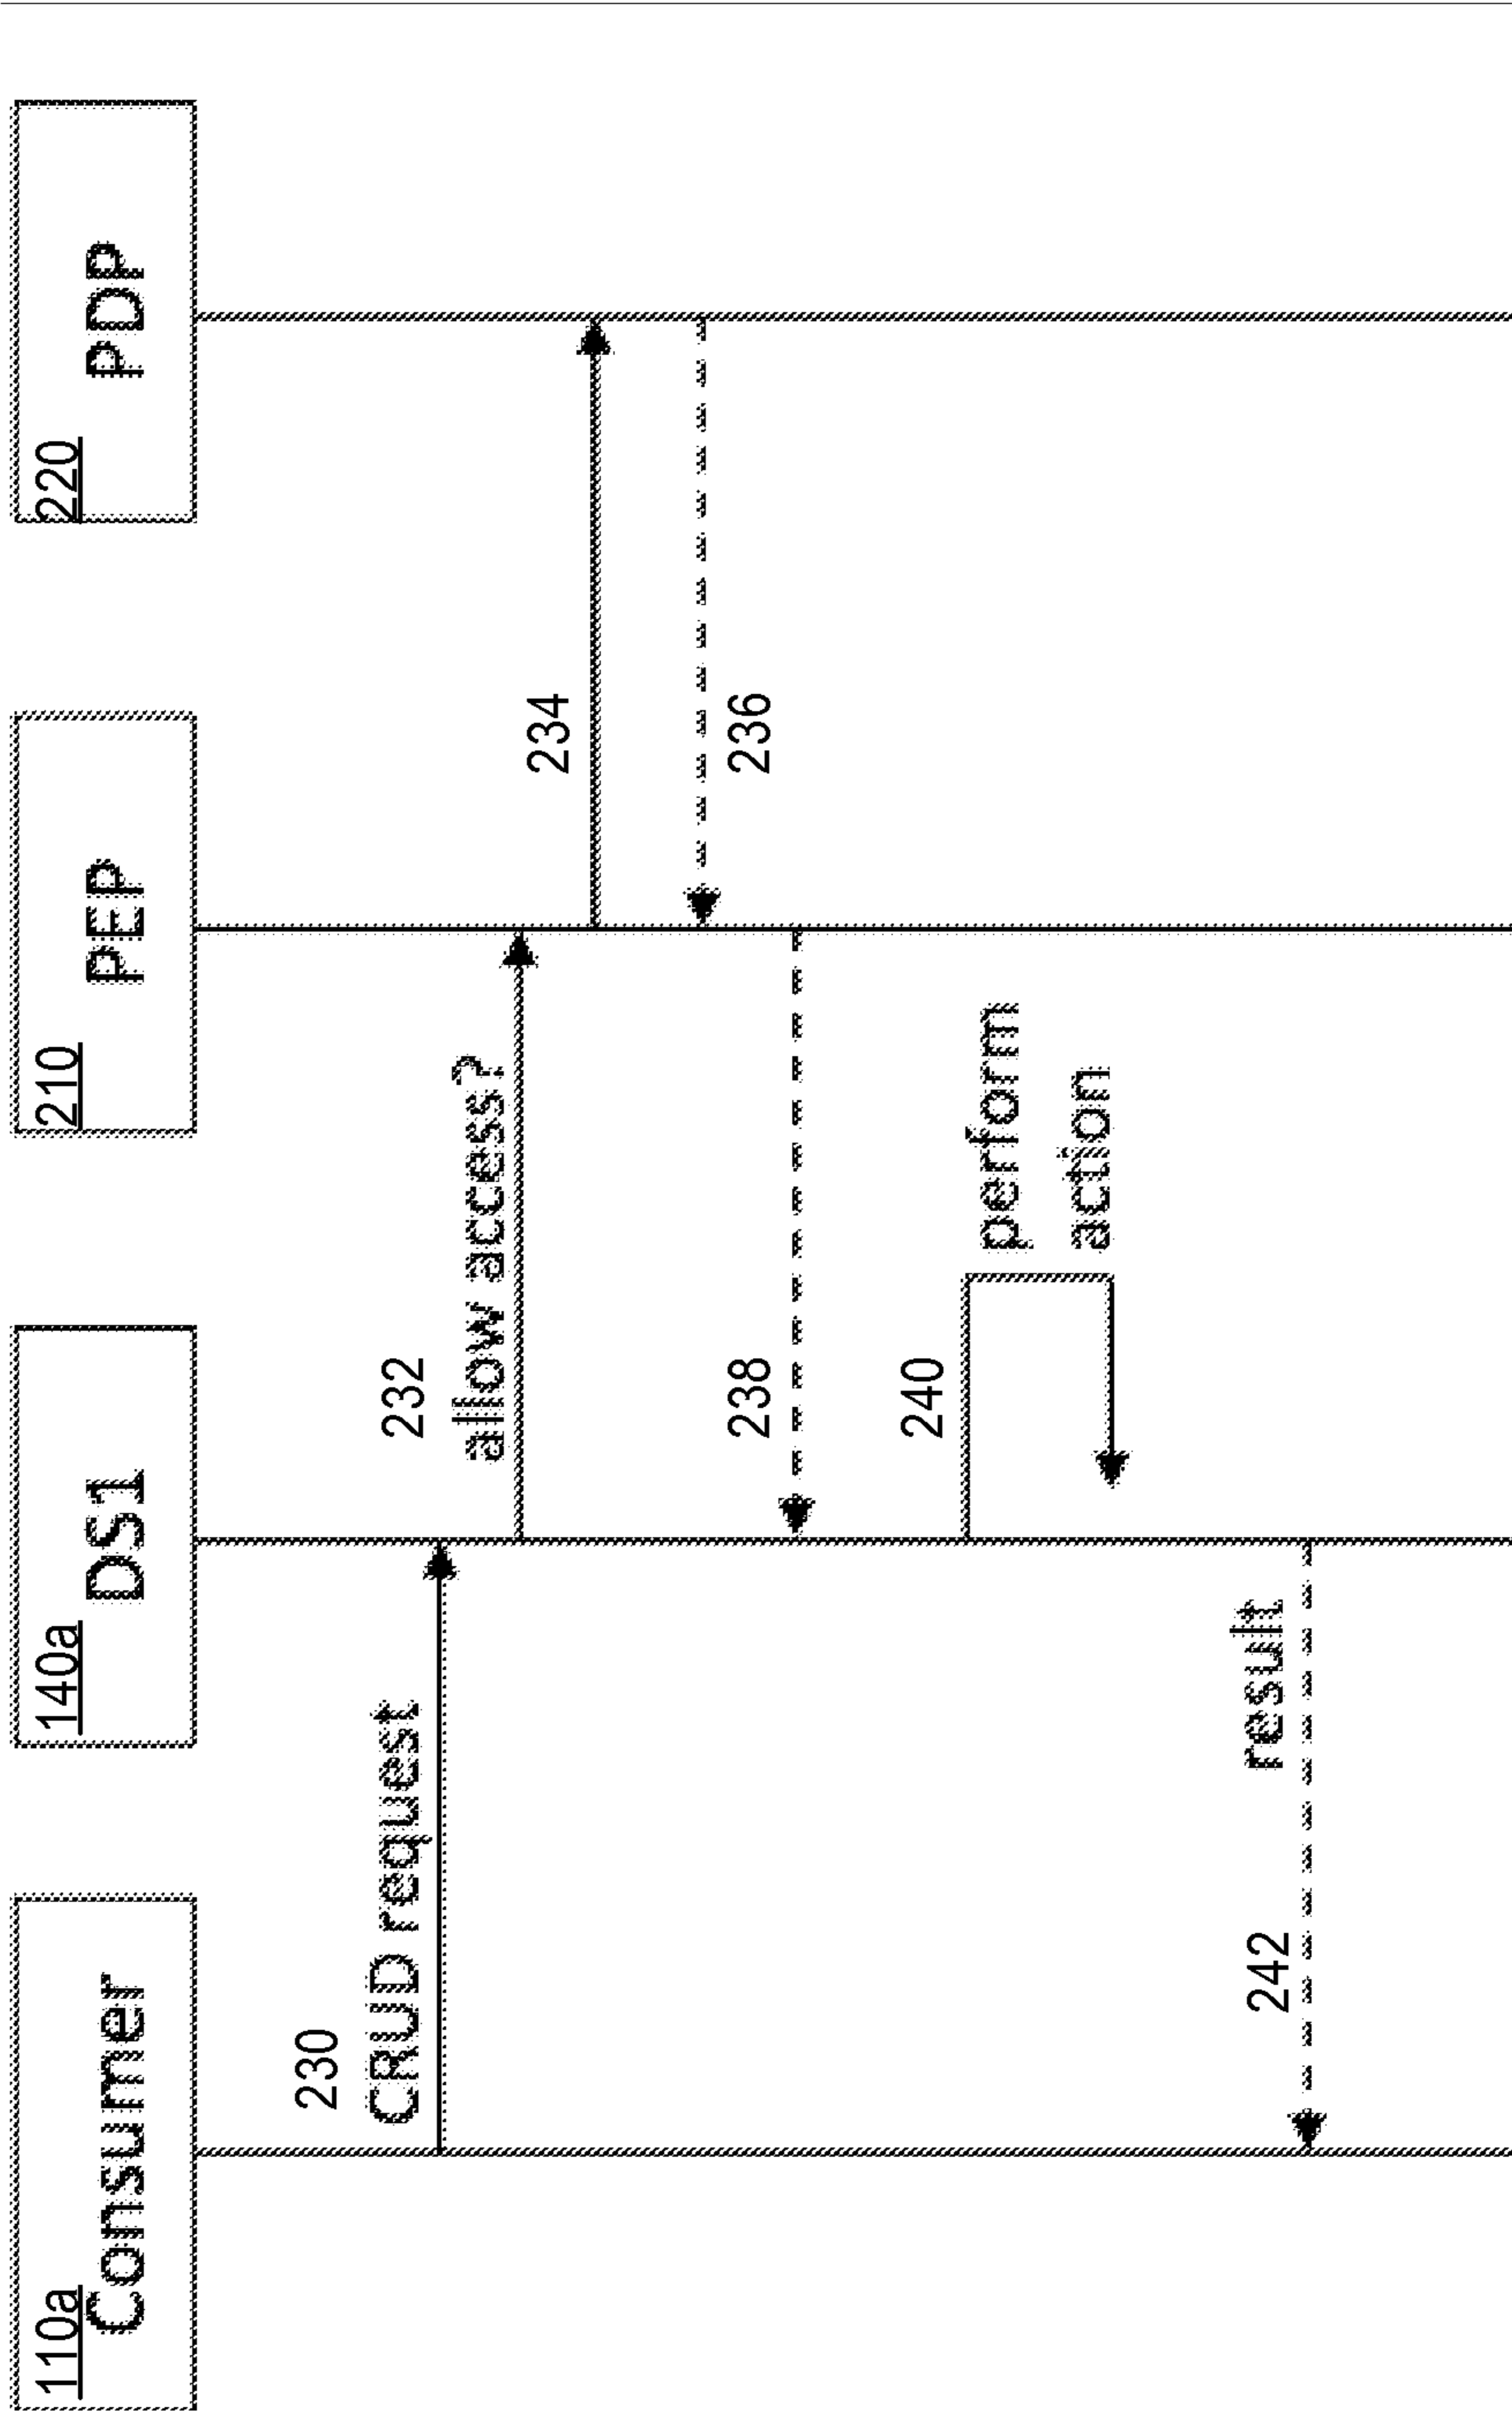 110a
Consumer
140a
DS1
210
PEP
220
PDP
230
CRUD request
232
allow access?
234
236
238
240
perform
action
242
result